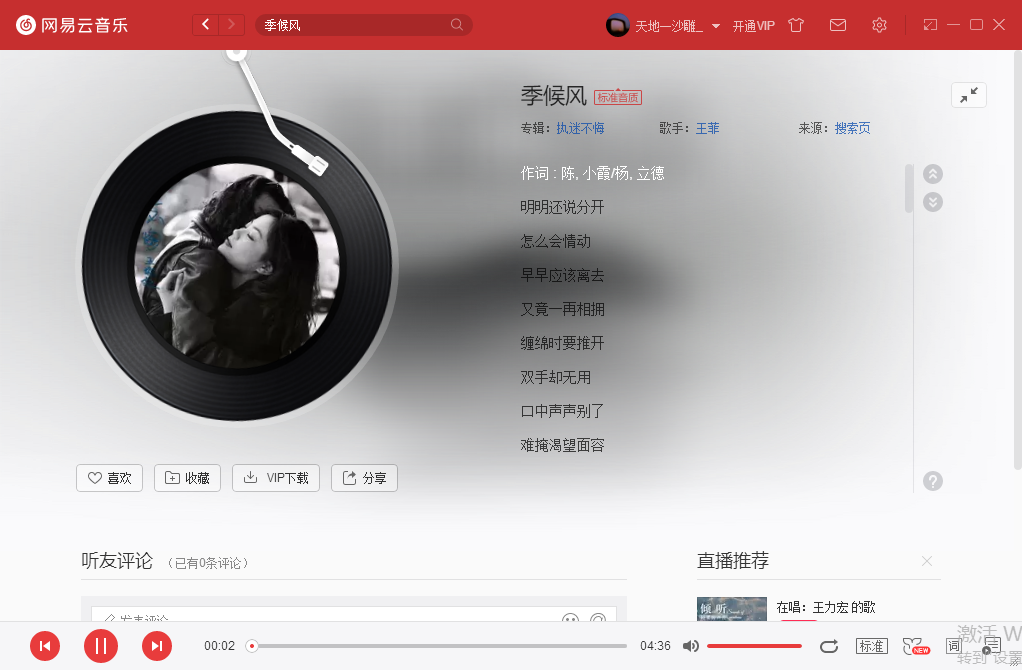 网易云音乐
季候风
天地一沙雕_
开通VIP
季候风 标准音质
专辑：执迷不悔 歌手：王菲 来源：搜索页
作词 : 陈, 小霞/杨, 立德
明明还说分开
怎么会情动
早早应该离去
又竟一再相拥
缠绵时要推开
双手却无用
口中声声别了
难掩渴望面容
喜欢 收藏 VIP下载 分享
听友评论 （已有0条评论）
发表评论
直播推荐
倾听
在唱：王力宏 的歌
00:02 04:36
标准 NEW 词
激活 W
转到"设置